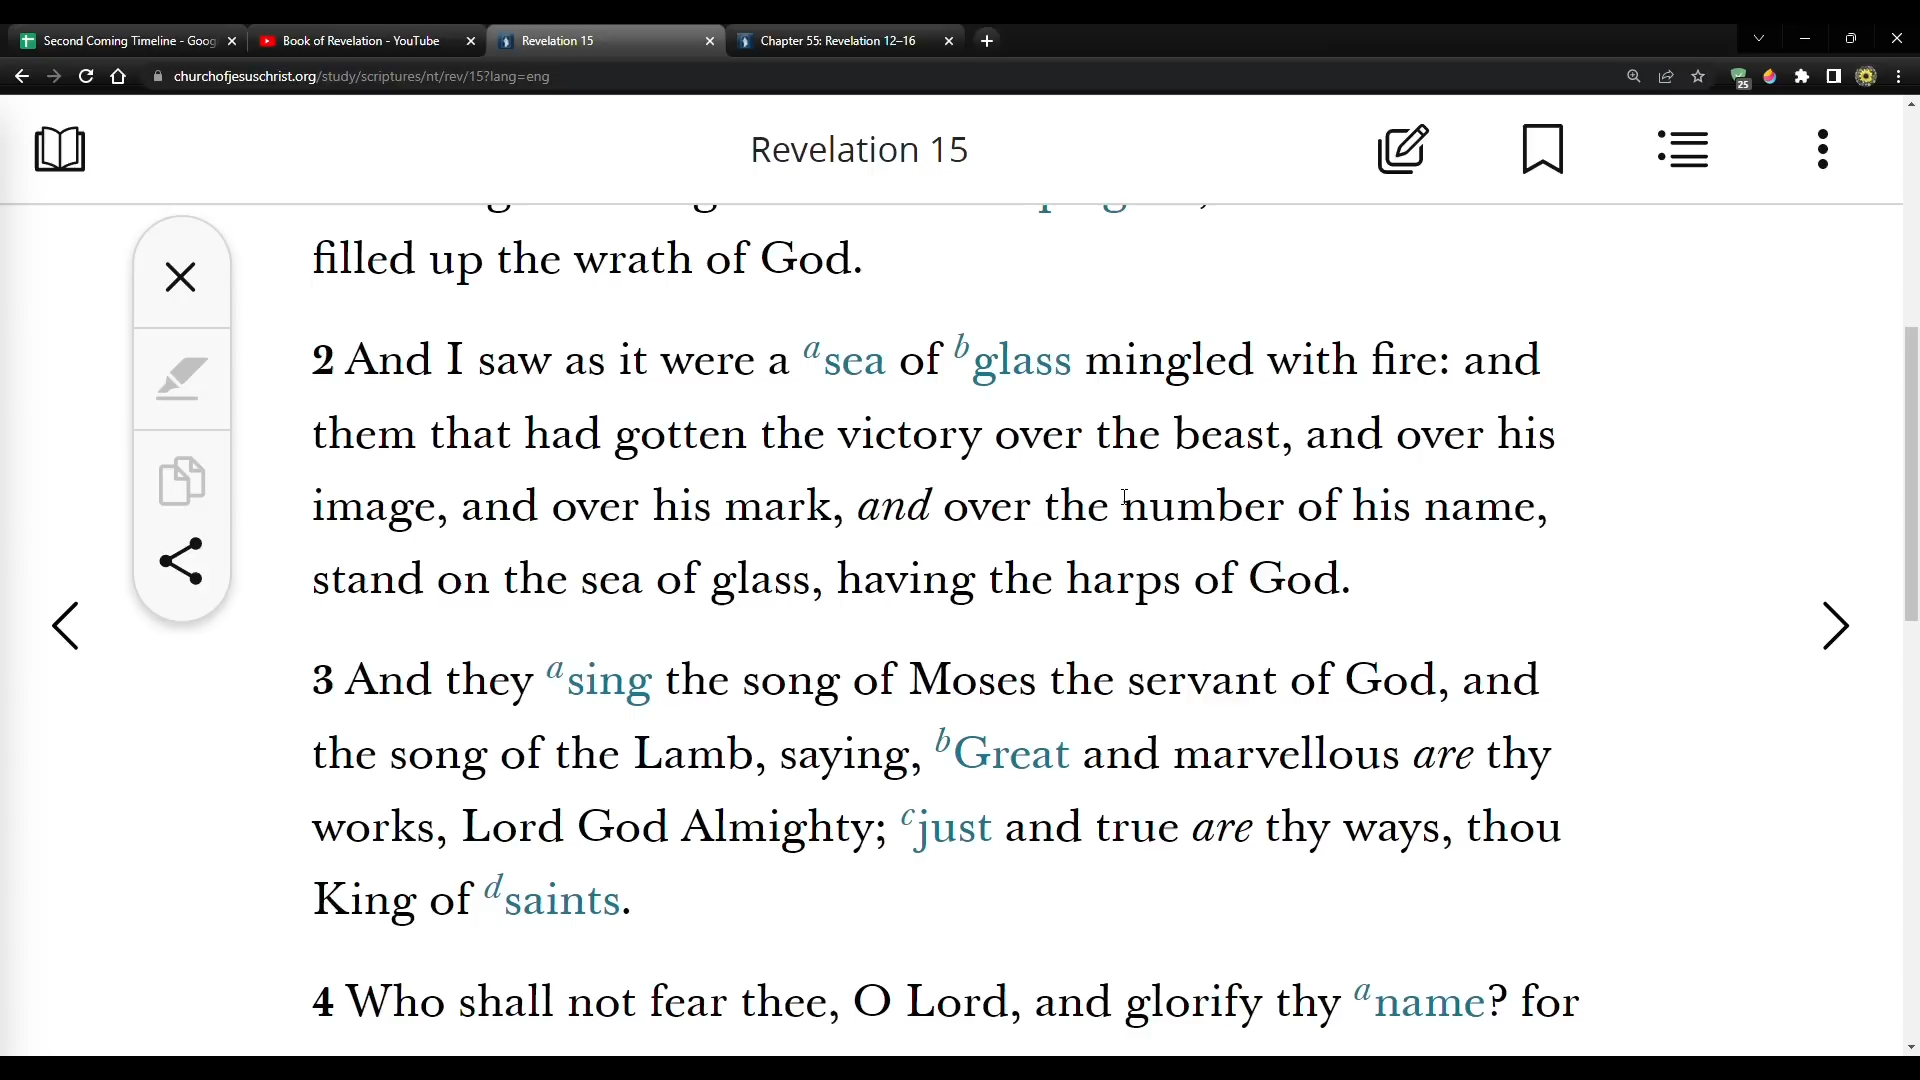 Second Coming Timeline - Goog
Book of Revelation - YouTube
Revelation 15
Chapter 55: Revelation 12–16
churchofjesuschrist.org/study/scriptures/nt/rev/15?lang=eng
25
Revelation 15
filled up the wrath of God.
2 And I saw as it were a a sea of b glass mingled with fire: and
them that had gotten the victory over the beast, and over his
image, and over his mark, and over the number of his name,
stand on the sea of glass, having the harps of God.
3 And they a sing the song of Moses the servant of God, and
the song of the Lamb, saying, b Great and marvellous are thy
works, Lord God Almighty; c just and true are thy ways, thou
King of d saints.
4 Who shall not fear thee, O Lord, and glorify thy a name? for